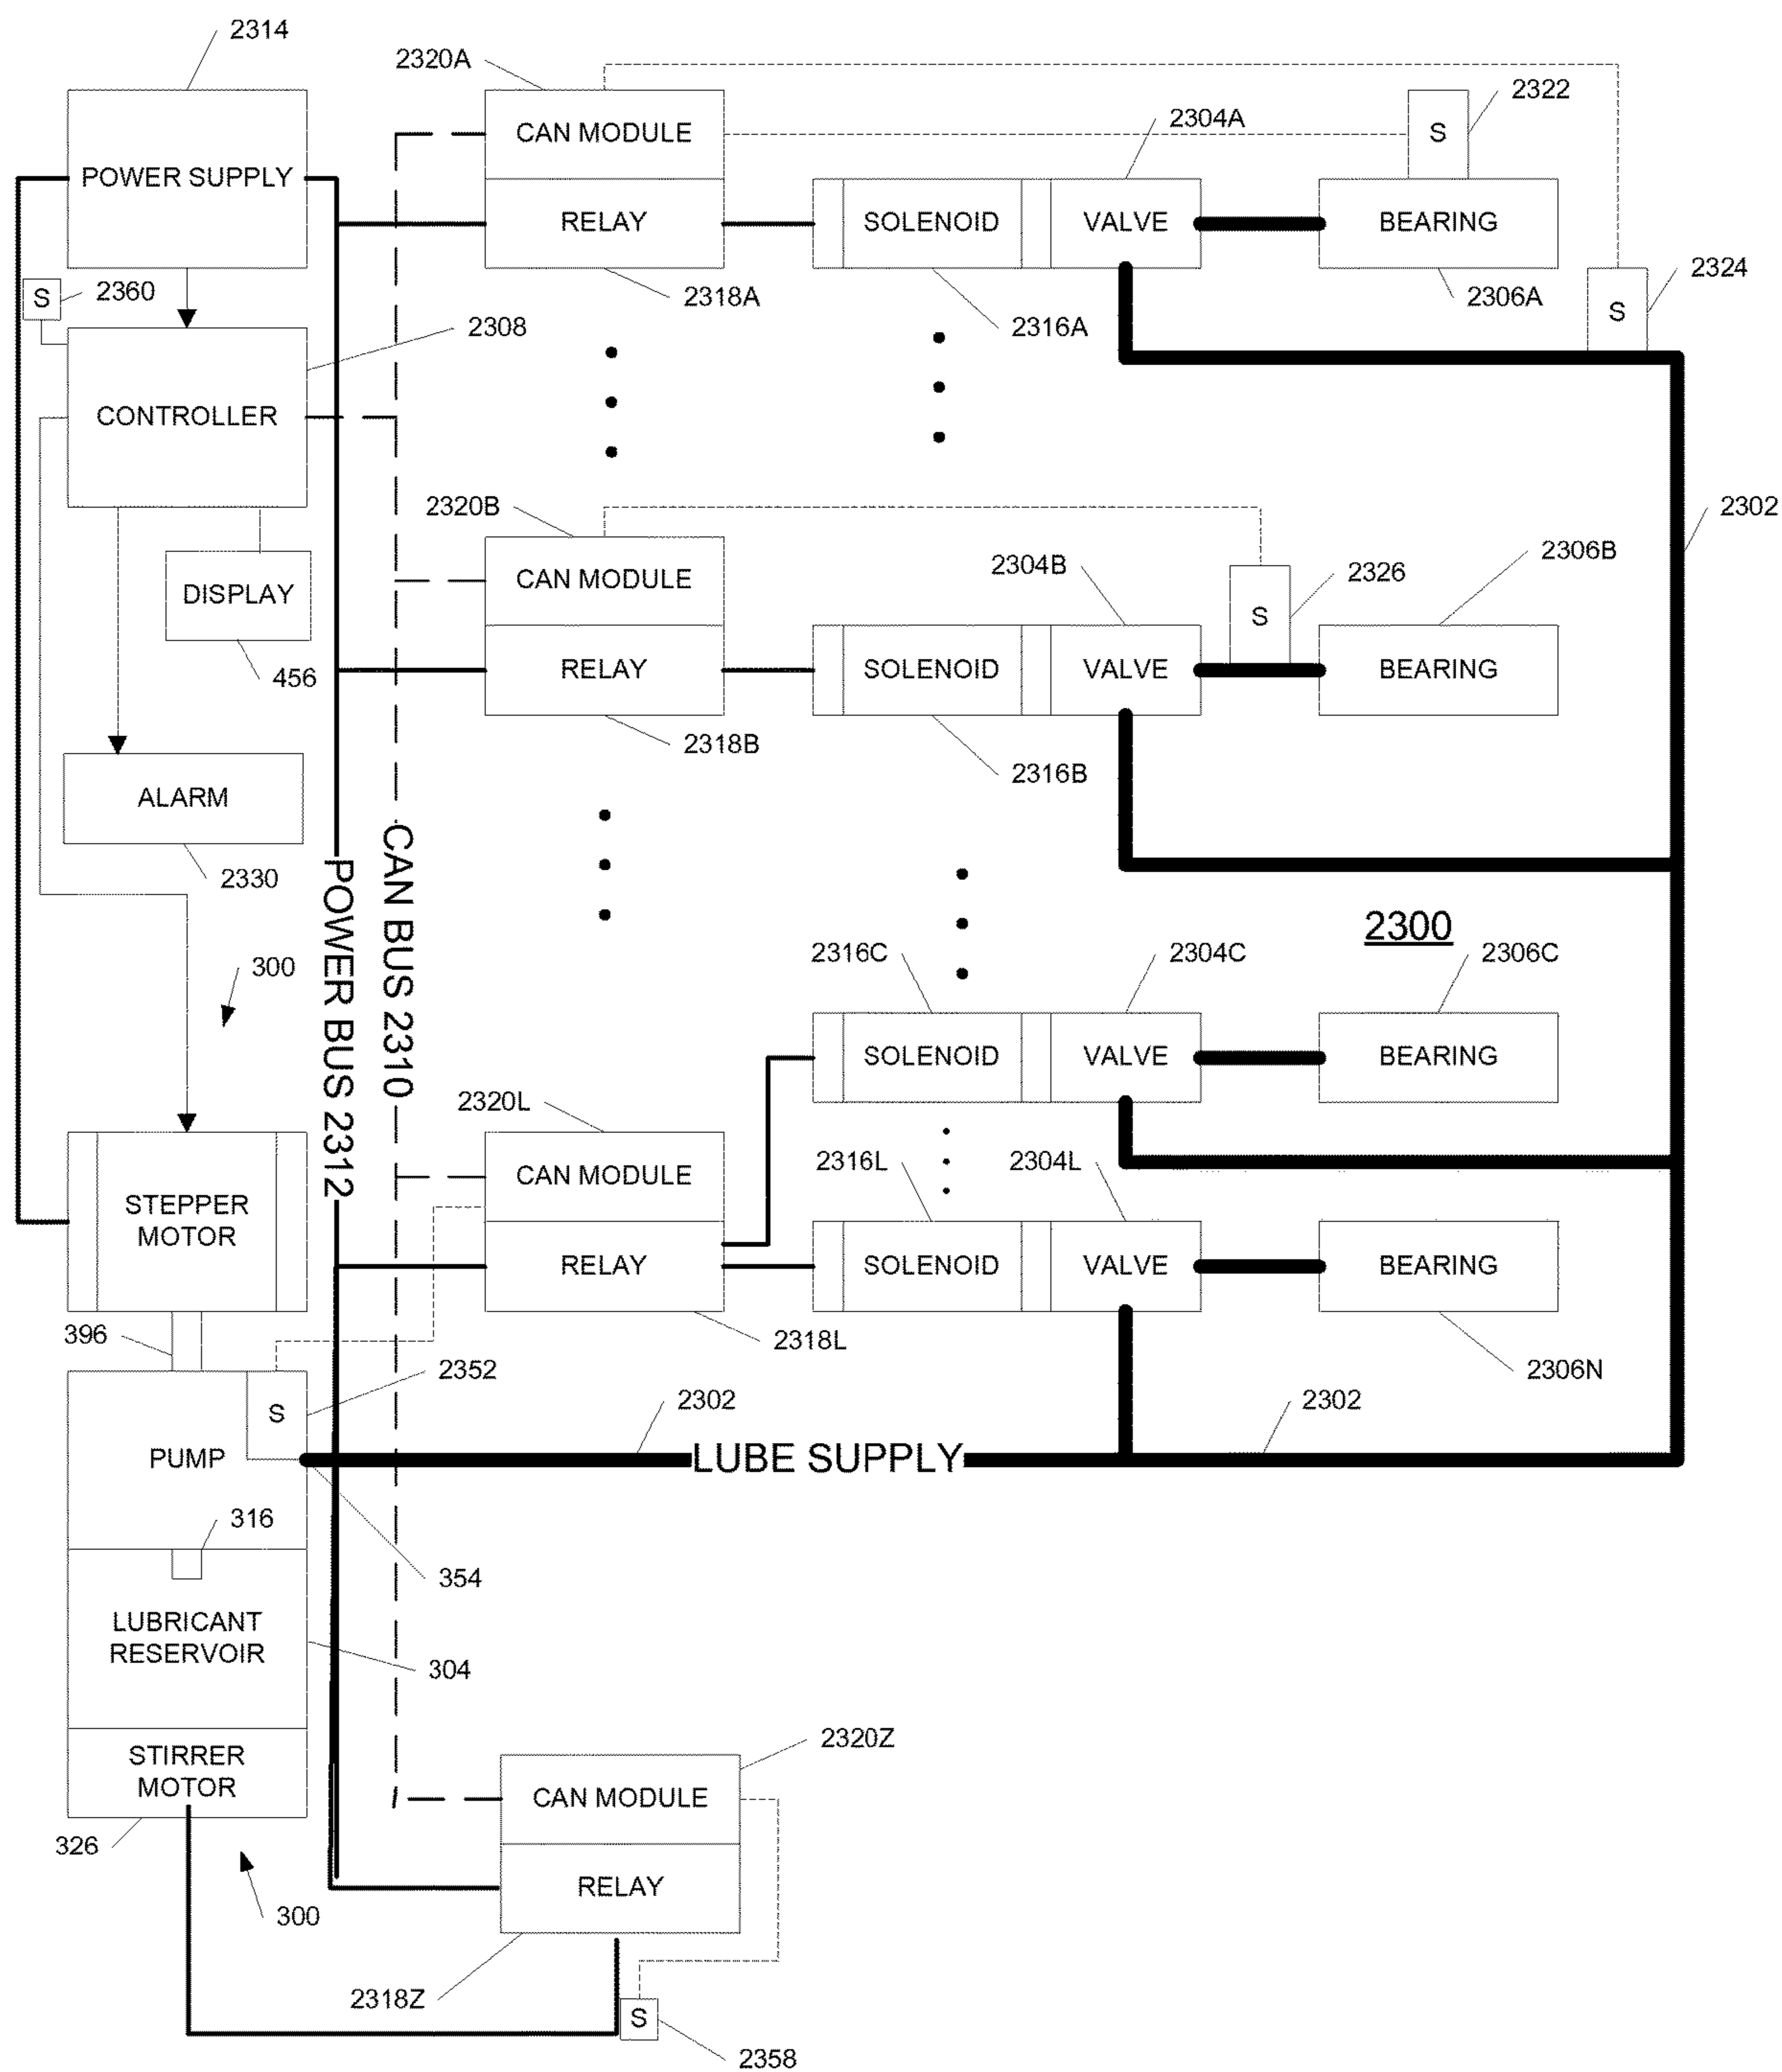 2314
2320A
2322
CAN MODULE
S
2304A
POWER SUPPLY
RELAY
SOLENOID
VALVE
BEARING
2324
S
2360
2318A
2306A
S
2308
2316A
CONTROLLER
2320B
2302
2304B
2326
2306B
CAN MODULE
DISPLAY
S
456
RELAY
SOLENOID
VALVE
BEARING
2318B
2316B
ALARM
2330
CAN BUS 2310
POWER BUS 2312
2300
300
2316C
2304C
2306C
SOLENOID
VALVE
BEARING
2320L
CAN MODULE
2316L
2304L
STEPPER
MOTOR
RELAY
SOLENOID
VALVE
BEARING
396
2318L
2352
2306N
S
2302
2302
PUMP
LUBE SUPPLY
316
354
LUBRICANT
RESERVOIR
304
2320Z
STIRRER
MOTOR
CAN MODULE
326
RELAY
300
2318Z
S
2358